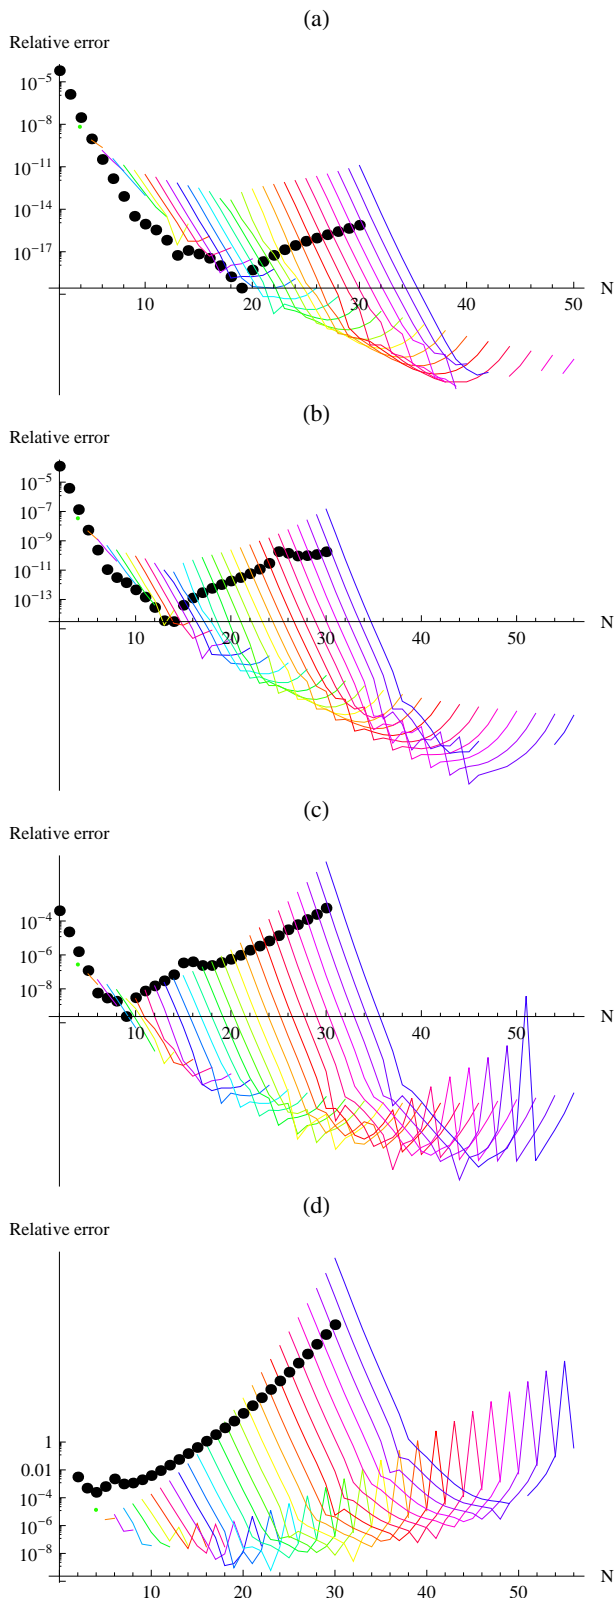 (a)
Relative error
10⁻⁵
10⁻⁸
10⁻¹¹
10⁻¹⁴
10⁻¹⁷
10 20 30 40 50 N
(b)
Relative error
10⁻⁵
10⁻⁷
10⁻⁹
10⁻¹¹
10⁻¹³
10 20 30 40 50 N
(c)
Relative error
10⁻⁴
10⁻⁶
10⁻⁸
10 20 30 40 50 N
(d)
Relative error
1
0.01
10⁻⁴
10⁻⁶
10⁻⁸
10 20 30 40 50 N